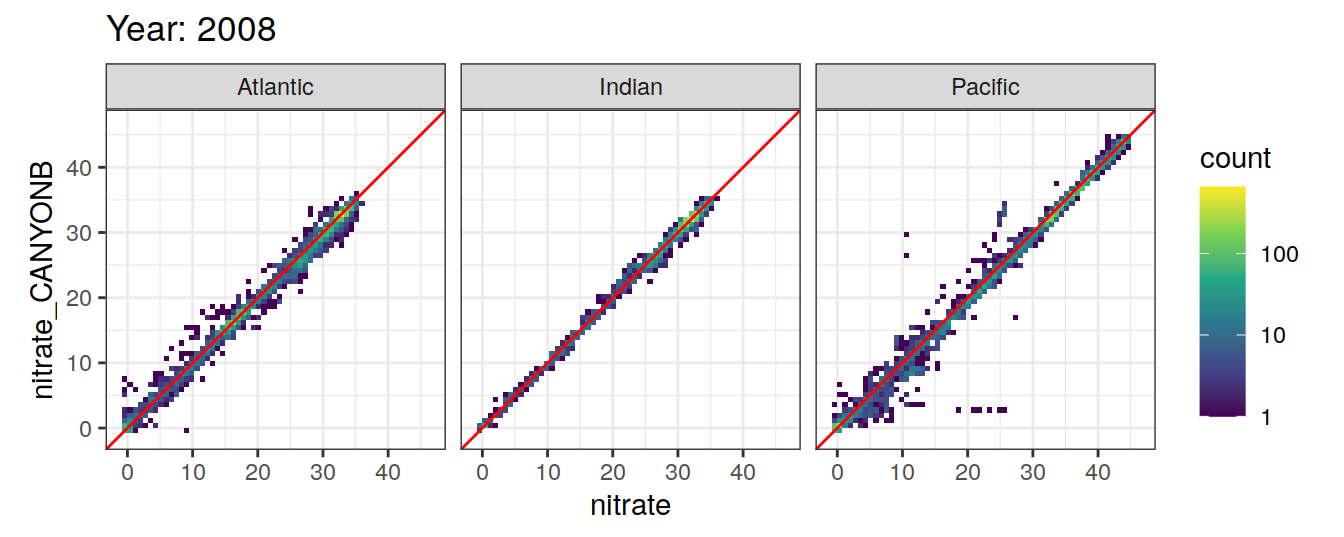 Year: 2008
Atlantic
Indian
Pacific
nitrate_CANYONB
40
30
20
10
0
0 10 20 30 40
0 10 20 30 40
0 10 20 30 40
nitrate
count
100
10
1